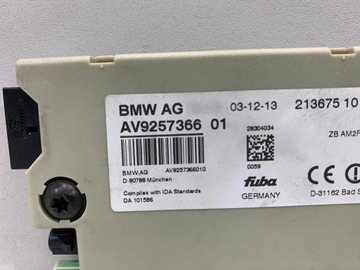 BMW AG 03-12-13 213675 10
AV9257366 01
28304034
ZB AM2F
BMW AG AV9257366010
0059
D-80788 München
Complies with IDA Standards
DA 101586
fuba
GERMANY D-31162 Bad S